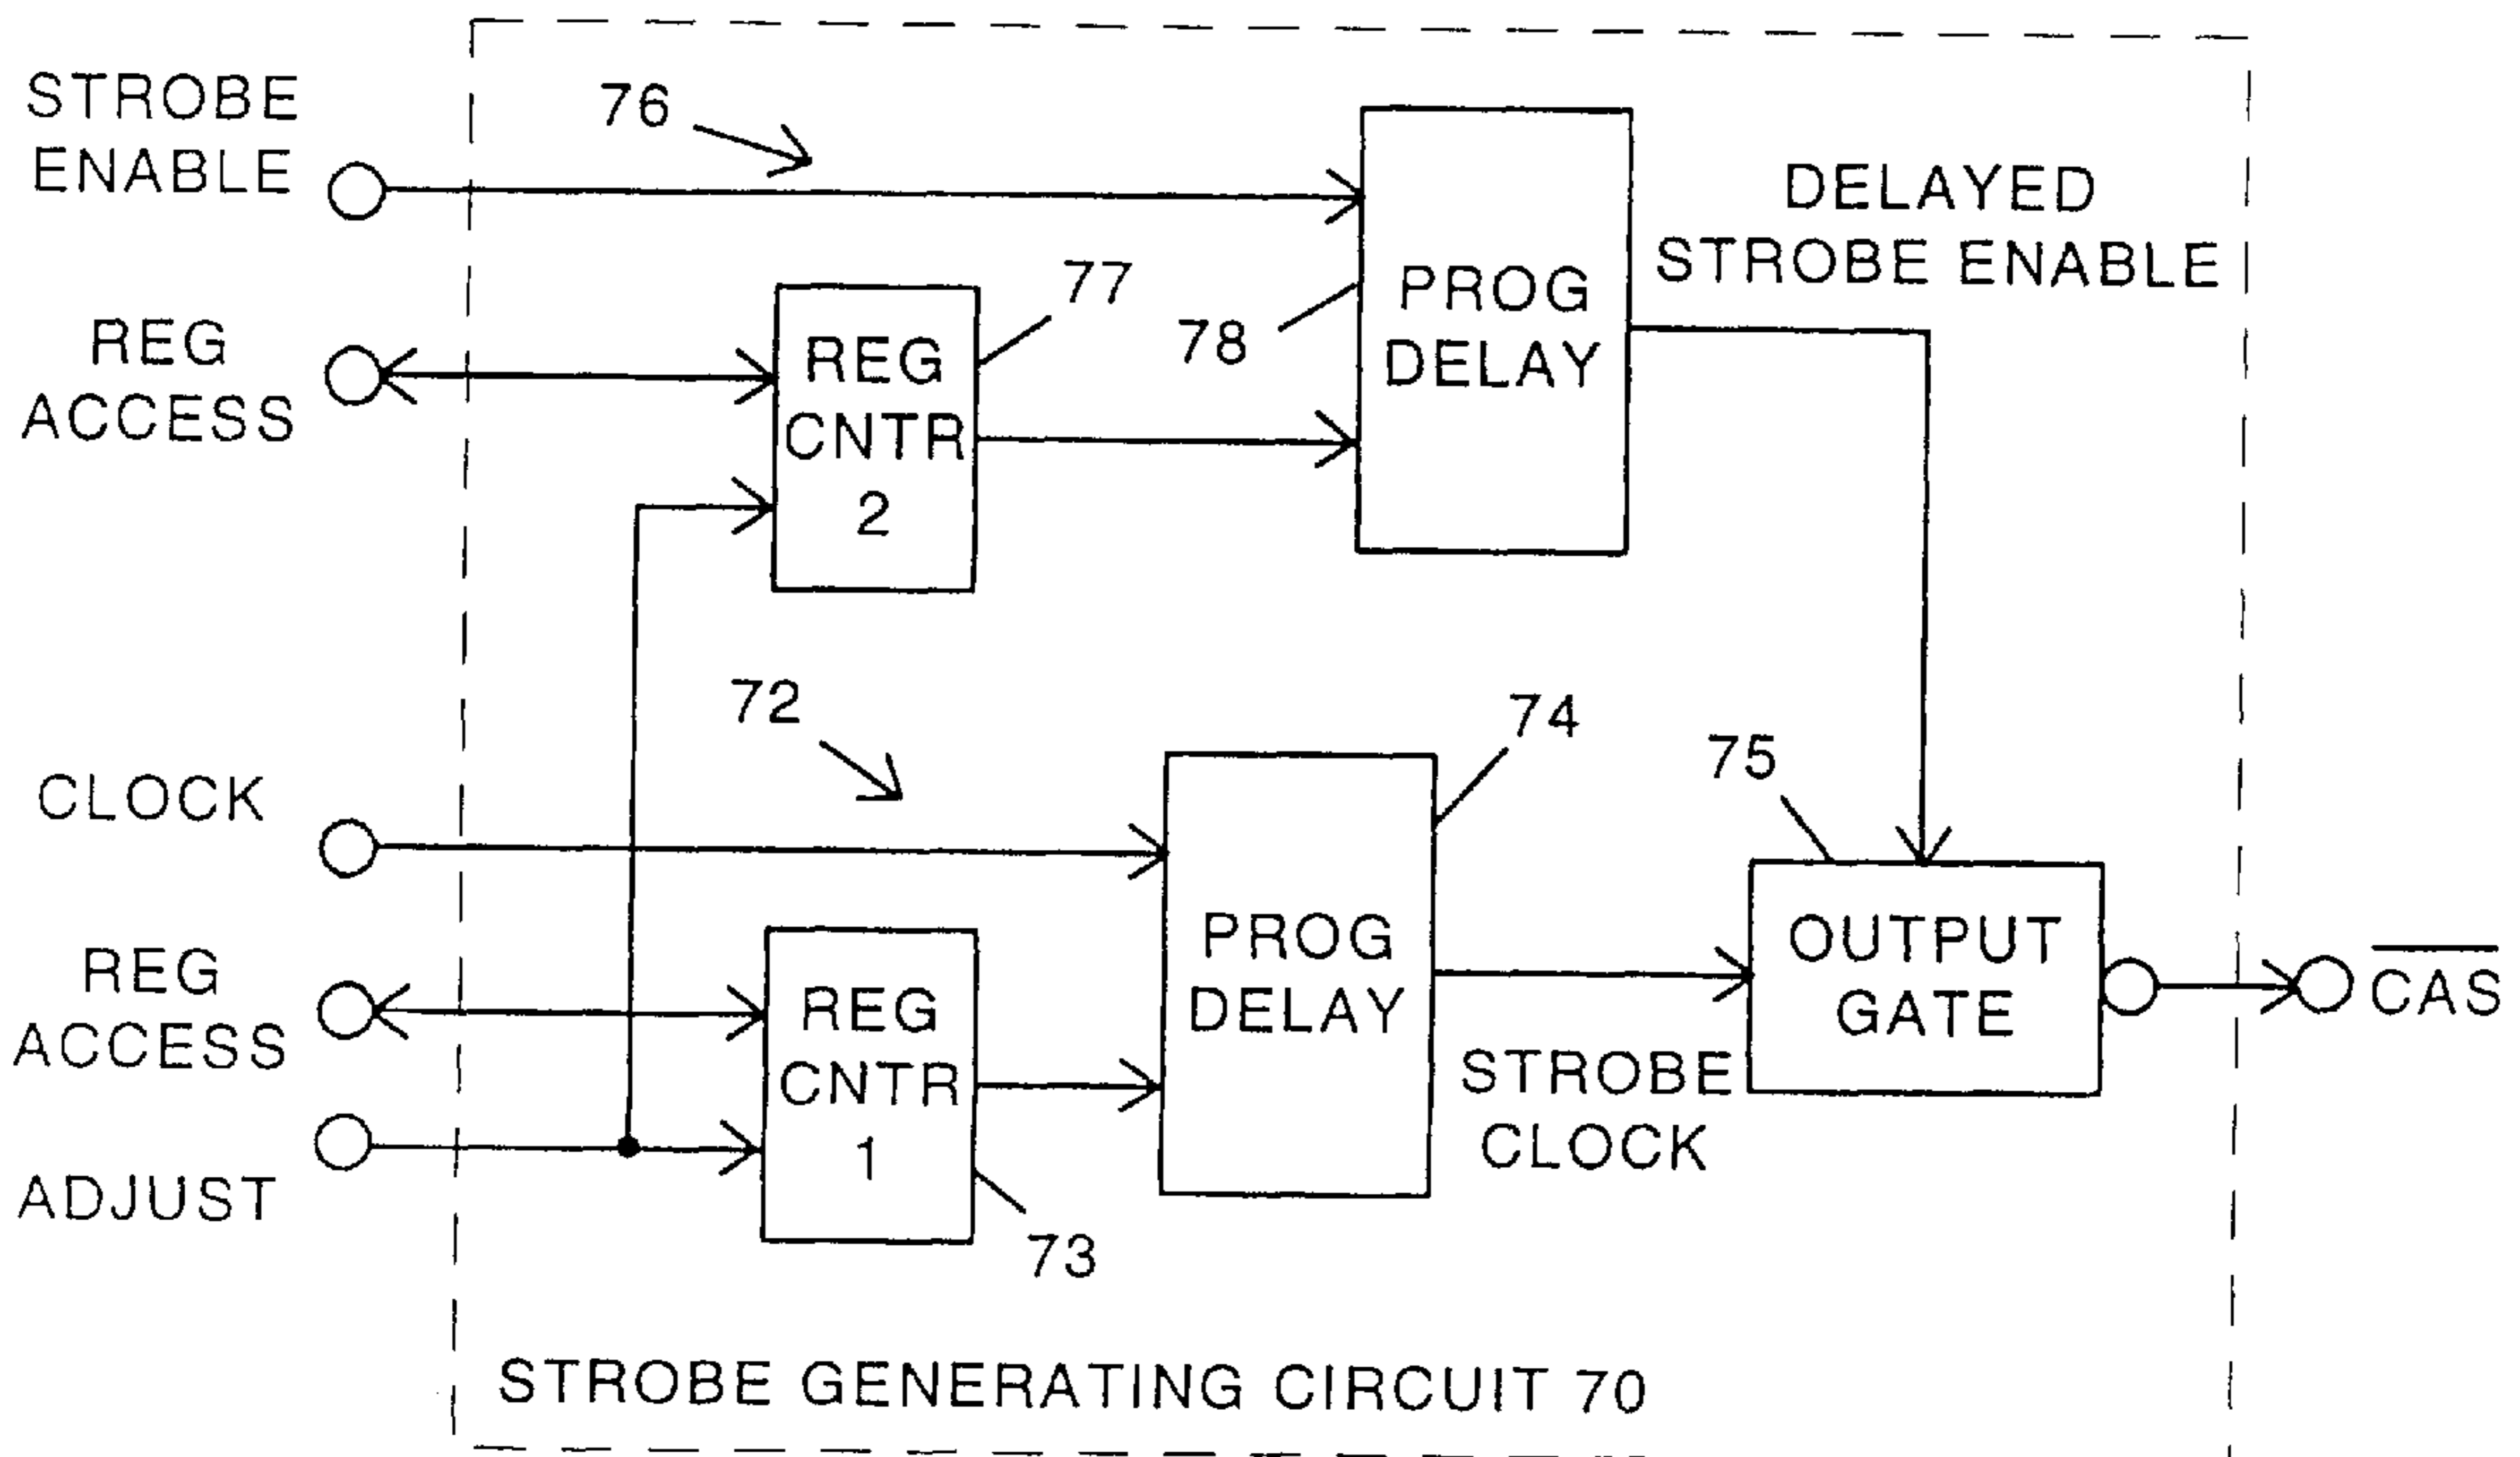 STROBE
ENABLE
76
DELAYED
STROBE ENABLE
REG
ACCESS
77
REG
CNTR
2
78
PROG
DELAY
72
74
75
CLOCK
REG
ACCESS
ADJUST
REG
CNTR
1
73
PROG
DELAY
STROBE
CLOCK
OUTPUT
GATE
C̅A̅S̅
STROBE GENERATING CIRCUIT 70